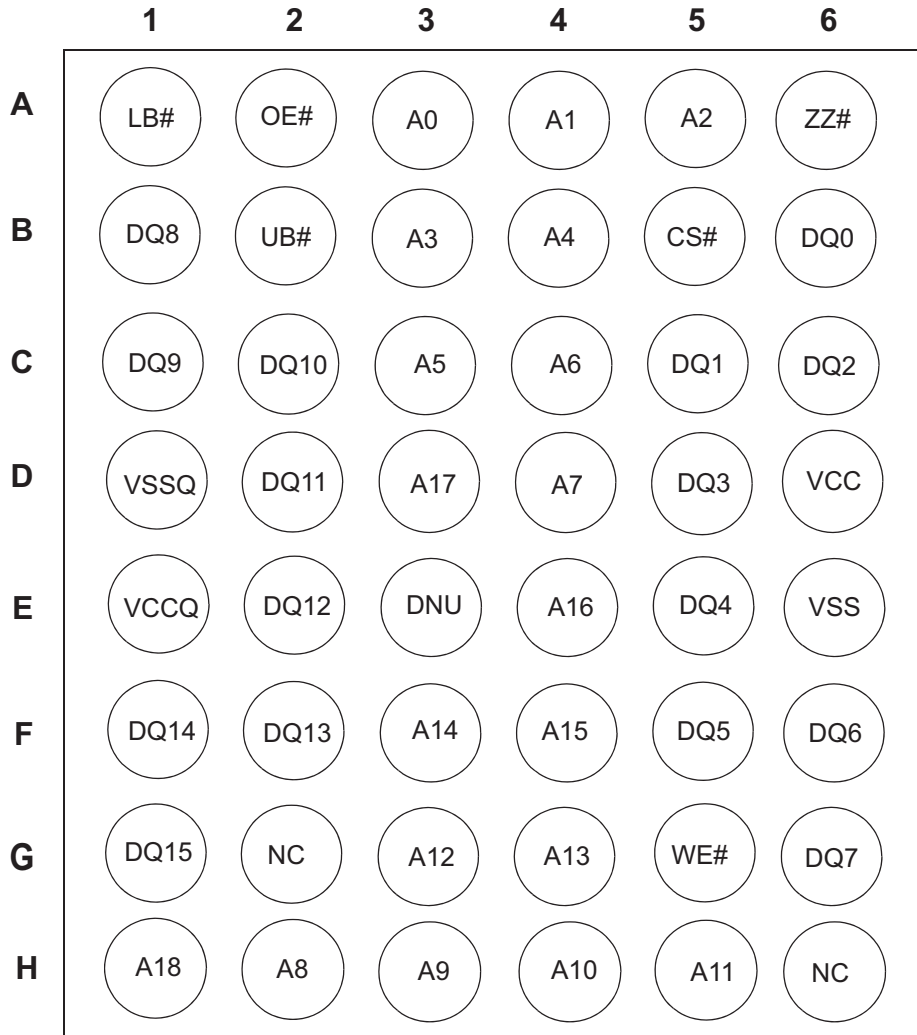 1 2 3 4 5 6
A LB# OE# A0 A1 A2 ZZ#
B DQ8 UB# A3 A4 CS# DQ0
C DQ9 DQ10 A5 A6 DQ1 DQ2
D VSSQ DQ11 A17 A7 DQ3 VCC
E VCCQ DQ12 DNU A16 DQ4 VSS
F DQ14 DQ13 A14 A15 DQ5 DQ6
G DQ15 NC A12 A13 WE# DQ7
H A18 A8 A9 A10 A11 NC